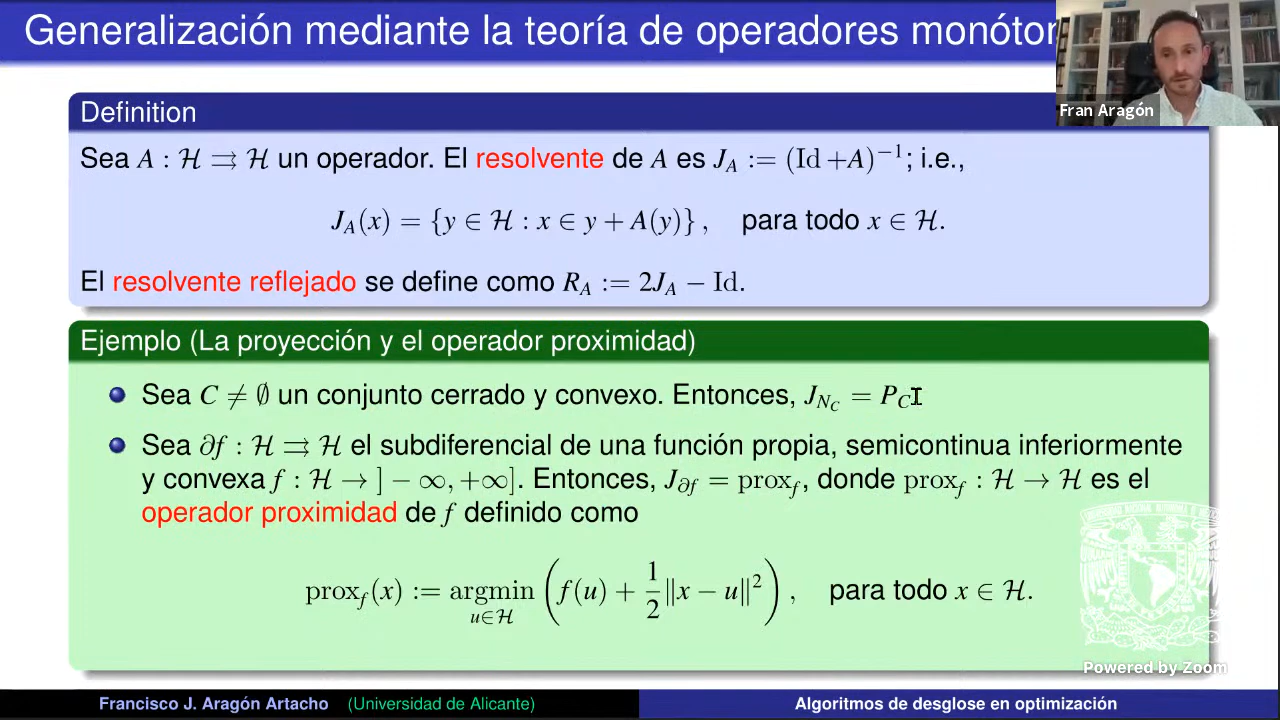 Generalización mediante la teoría de operadores
Fran Aragón
Definition
Sea A : ℋ ⇉ ℋ un operador. El resolvente de A es J_A := (Id +A)⁻¹; i.e.,
J_A(x) = {y ∈ ℋ : x ∈ y + A(y)} , para todo x ∈ ℋ.
El resolvente reflejado se define como R_A := 2J_A − Id.
Ejemplo (La proyección y el operador proximidad)
Sea C ≠ ∅ un conjunto cerrado y convexo. Entonces, J_{N_C} = P_C
Sea ∂f : ℋ ⇉ ℋ el subdiferencial de una función propia, semicontinua inferiormente
y convexa f : ℋ → ]−∞, +∞]. Entonces, J_{∂f} = prox_f, donde prox_f : ℋ → ℋ es el
operador proximidad de f definido como
prox_f(x) := argmin_{u∈ℋ} ( f(u) + 1/2 ‖x − u‖² ) , para todo x ∈ ℋ.
Powered by Zoom
Francisco J. Aragón Artacho (Universidad de Alicante)
Algoritmos de desglose en optimización